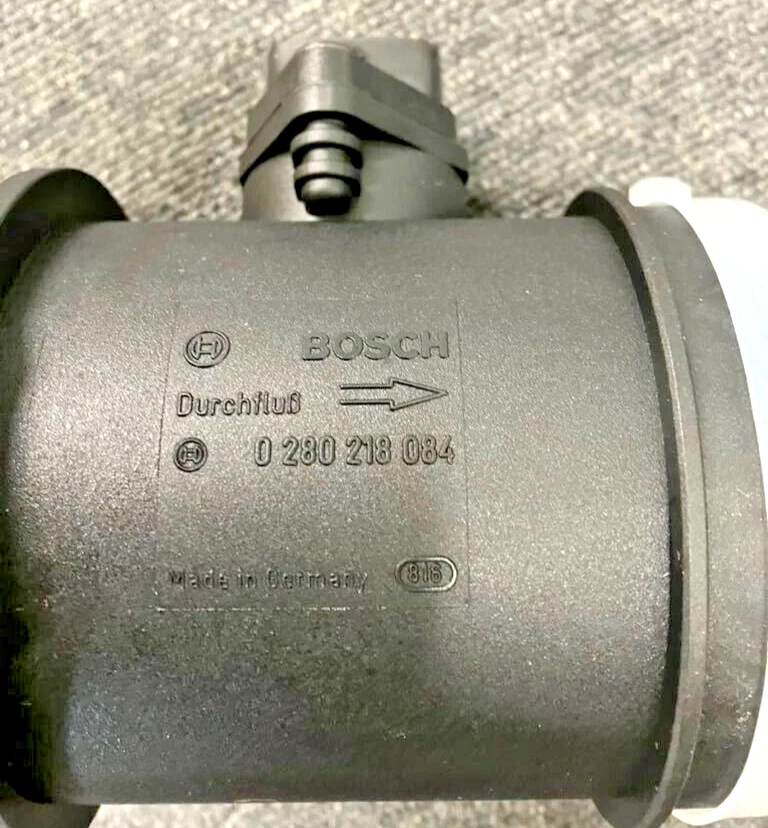 BOSCH
Durchfluß
0 280 218 084
Made in Germany 816